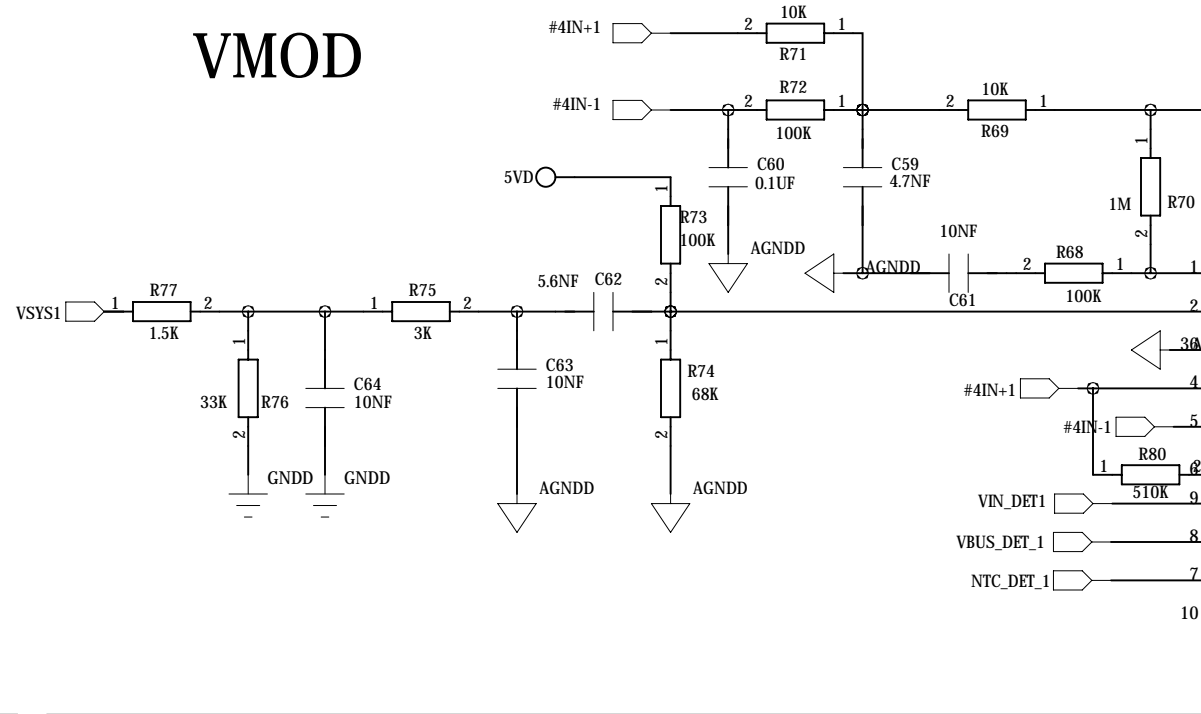 VMOD
#4IN+1
2
10K
1
R71
#4IN-1
2
R72
1
100K
2
10K
1
R69
C60
0.1UF
C59
4.7NF
1
1M
R70
2
5VD
1
R73
100K
2
AGNDD
AGNDD
10NF
C61
2
R68
1
100K
1
VSYS1
1
R77
2
1.5K
1
R75
2
3K
5.6NF
C62
2
1
33K
R76
2
C64
10NF
C63
10NF
1
R74
68K
2
36
#4IN+1
4
#4IN-1
5
1
R80
2
6
510K
GNDD
GNDD
AGNDD
AGNDD
VIN_DET1
9
VBUS_DET_1
8
NTC_DET_1
7
10